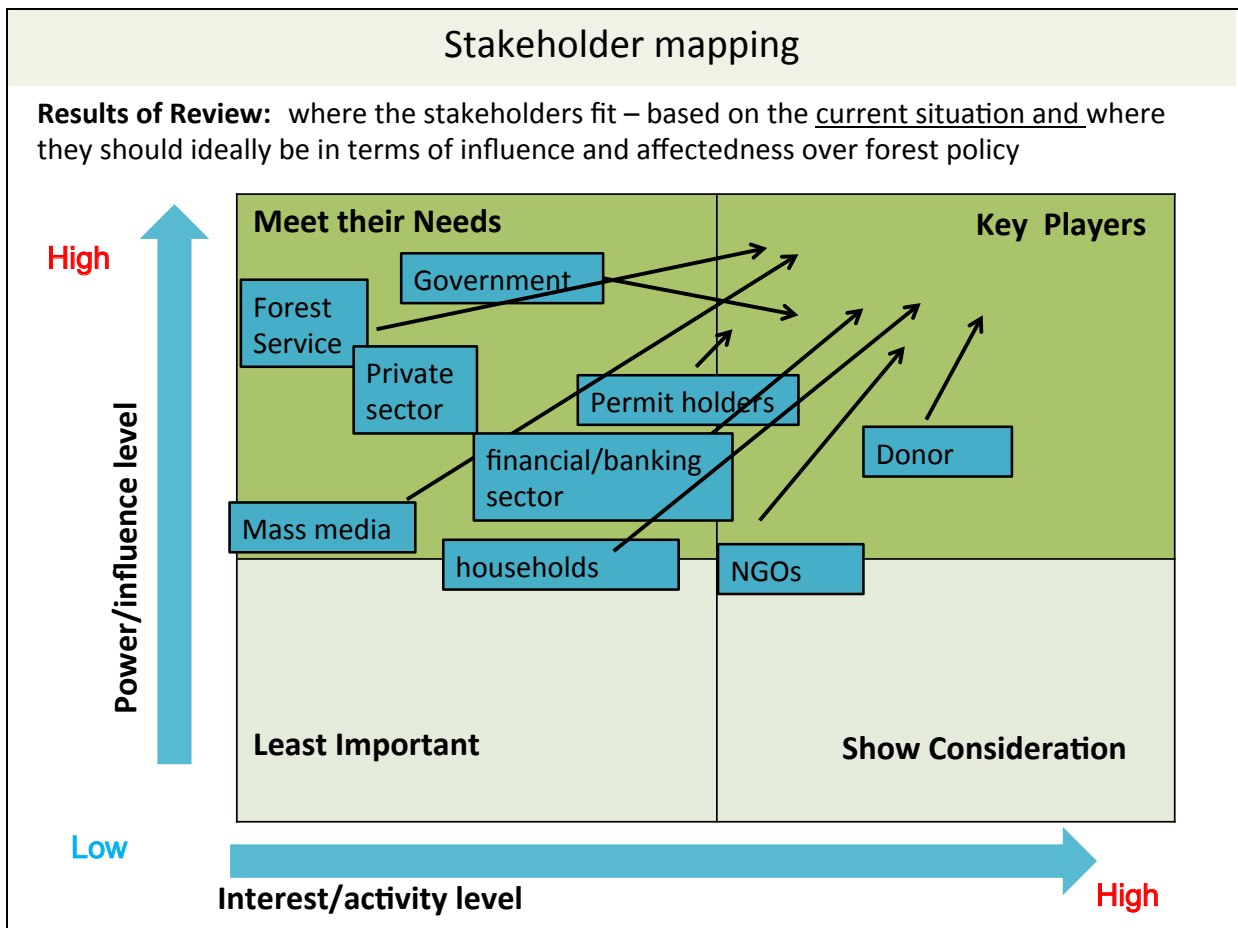 Stakeholder mapping
Results of Review: where the stakeholders fit – based on the current situation and where
they should ideally be in terms of influence and affectedness over forest policy
Meet their Needs
Key Players
High
Government
Forest
Service
Private
sector
Permit holders
financial/banking
sector
Donor
Mass media
households
NGOs
Power/influence level
Least Important
Show Consideration
Low
Interest/activity level
High